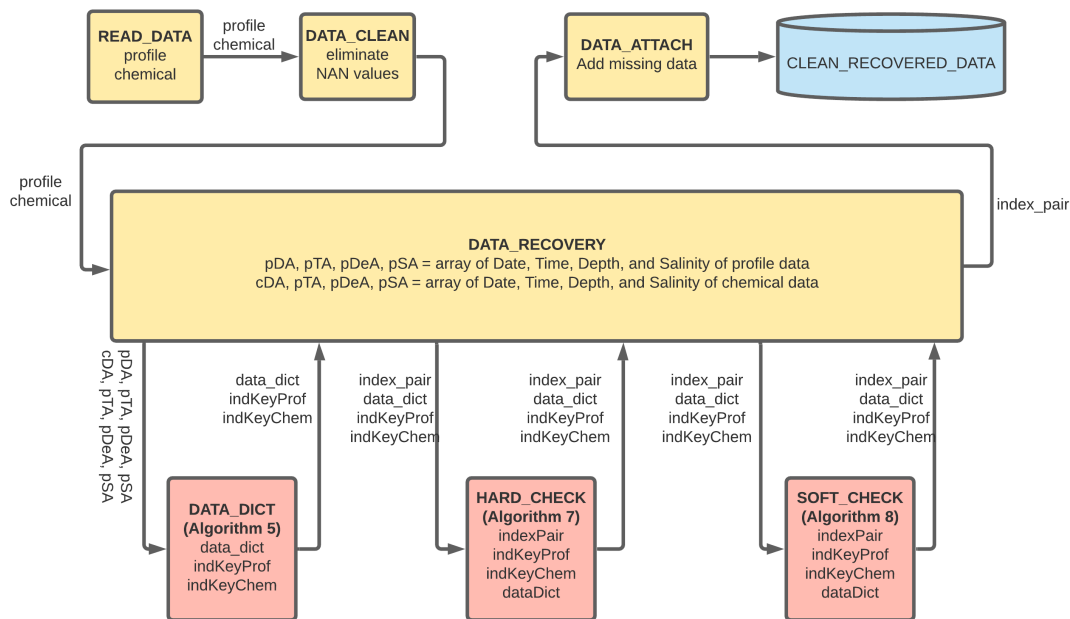 READ_DATA
profile
chemical
profile
chemical
DATA_CLEAN
eliminate
NAN values
DATA_ATTACH
Add missing data
CLEAN_RECOVERED_DATA
profile
chemical
index_pair
DATA_RECOVERY
pDA, pTA, pDeA, pSA = array of Date, Time, Depth, and Salinity of profile data
cDA, pTA, pDeA, pSA = array of Date, Time, Depth, and Salinity of chemical data
pDA, pTA, pDeA, pSA
cDA, pTA, pDeA, pSA
data_dict
indKeyProf
indKeyChem
index_pair
data_dict
indKeyProf
indKeyChem
index_pair
data_dict
indKeyProf
indKeyChem
index_pair
data_dict
indKeyProf
indKeyChem
index_pair
data_dict
indKeyProf
indKeyChem
DATA_DICT
(Algorithm 5)
data_dict
indKeyProf
indKeyChem
HARD_CHECK
(Algorithm 7)
indexPair
indKeyProf
indKeyChem
dataDict
SOFT_CHECK
(Algorithm 8)
indexPair
indKeyProf
indKeyChem
dataDict